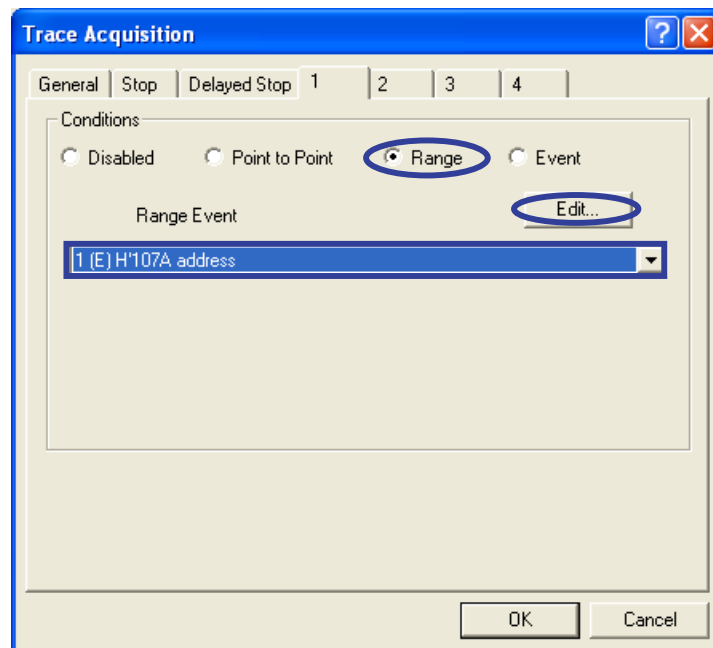 Trace Acquisition
General Stop Delayed Stop 1 2 3 4
Conditions
Disabled Point to Point Range Event
Range Event Edit...
1 (E) H'107A address
OK Cancel